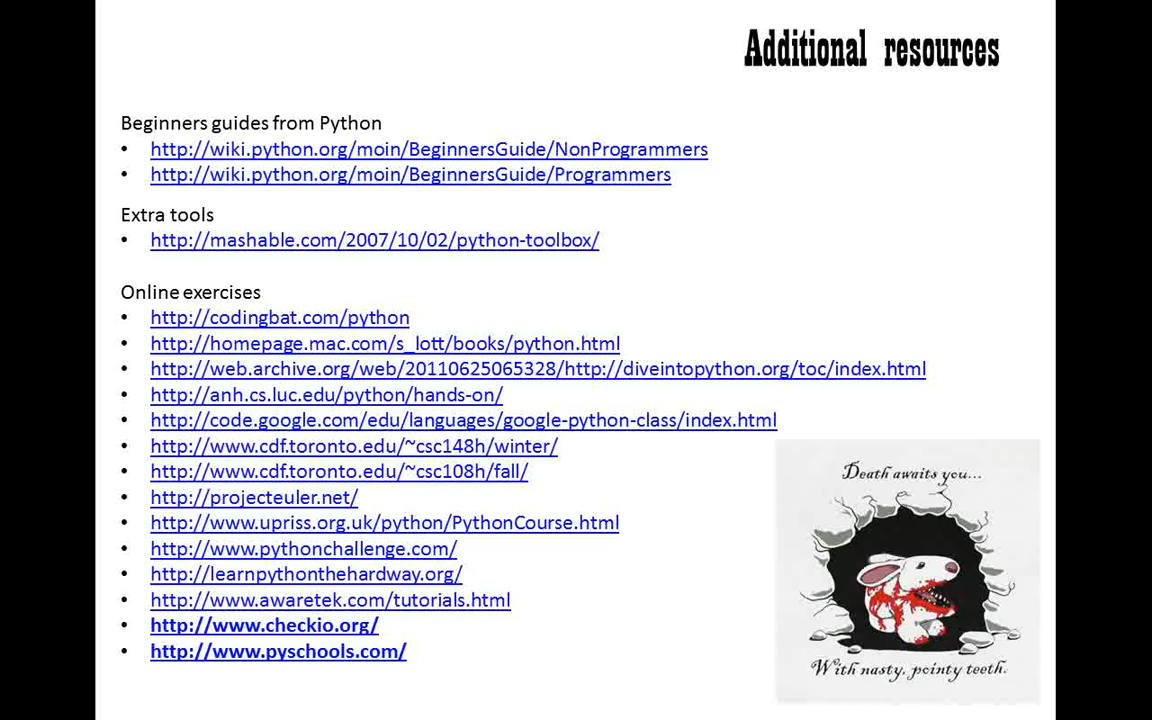 Additional resources
Beginners guides from Python
• http://wiki.python.org/moin/BeginnersGuide/NonProgrammers
• http://wiki.python.org/moin/BeginnersGuide/Programmers
Extra tools
• http://mashable.com/2007/10/02/python-toolbox/
Online exercises
• http://codingbat.com/python
• http://homepage.mac.com/s_lott/books/python.html
• http://web.archive.org/web/20110625065328/http://diveintopython.org/toc/index.html
• http://anh.cs.luc.edu/python/hands-on/
• http://code.google.com/edu/languages/google-python-class/index.html
• http://www.cdf.toronto.edu/~csc148h/winter/
• http://www.cdf.toronto.edu/~csc108h/fall/
• http://projecteuler.net/
• http://www.upriss.org.uk/python/PythonCourse.html
• http://www.pythonchallenge.com/
• http://learnpythonthehardway.org/
• http://www.awaretek.com/tutorials.html
• http://www.checkio.org/
• http://www.pyschools.com/
Death awaits you...
With nasty, pointy teeth.